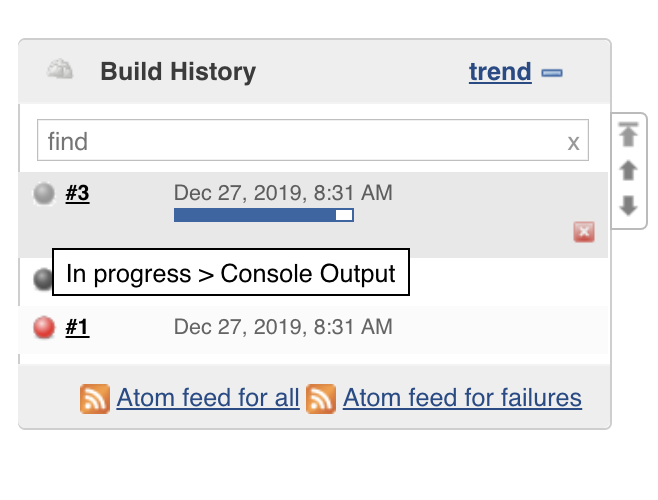 Build History trend
find x
#3 Dec 27, 2019, 8:31 AM
In progress > Console Output
#1 Dec 27, 2019, 8:31 AM
Atom feed for all Atom feed for failures